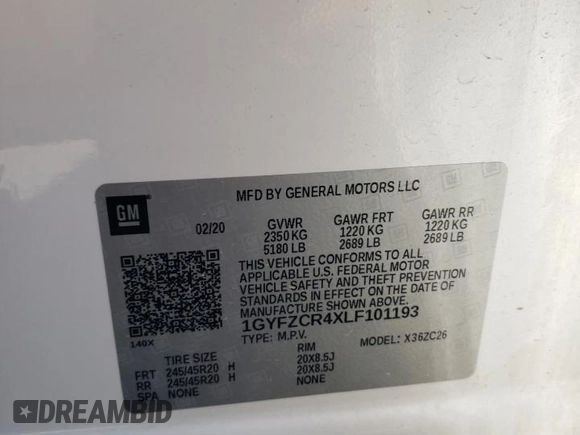 MFD BY GENERAL MOTORS LLC
GM
02/20 GVWR GAWR FRT GAWR RR
2350 KG 1220 KG 1220 KG
5180 LB 2689 LB 2689 LB
THIS VEHICLE CONFORMS TO ALL
APPLICABLE U.S. FEDERAL MOTOR
VEHICLE SAFETY AND THEFT PREVENTION
STANDARDS IN EFFECT ON THE DATE OF
MANUFACTURE SHOWN ABOVE.
1GYFZCR4XLF101193
TYPE: M.P.V. MODEL: X36ZC26
140X
TIRE SIZE RIM
FRT 245/45R20 H 20X8.5J
RR 245/45R20 H 20X8.5J
SPA NONE NONE
DREAMBID